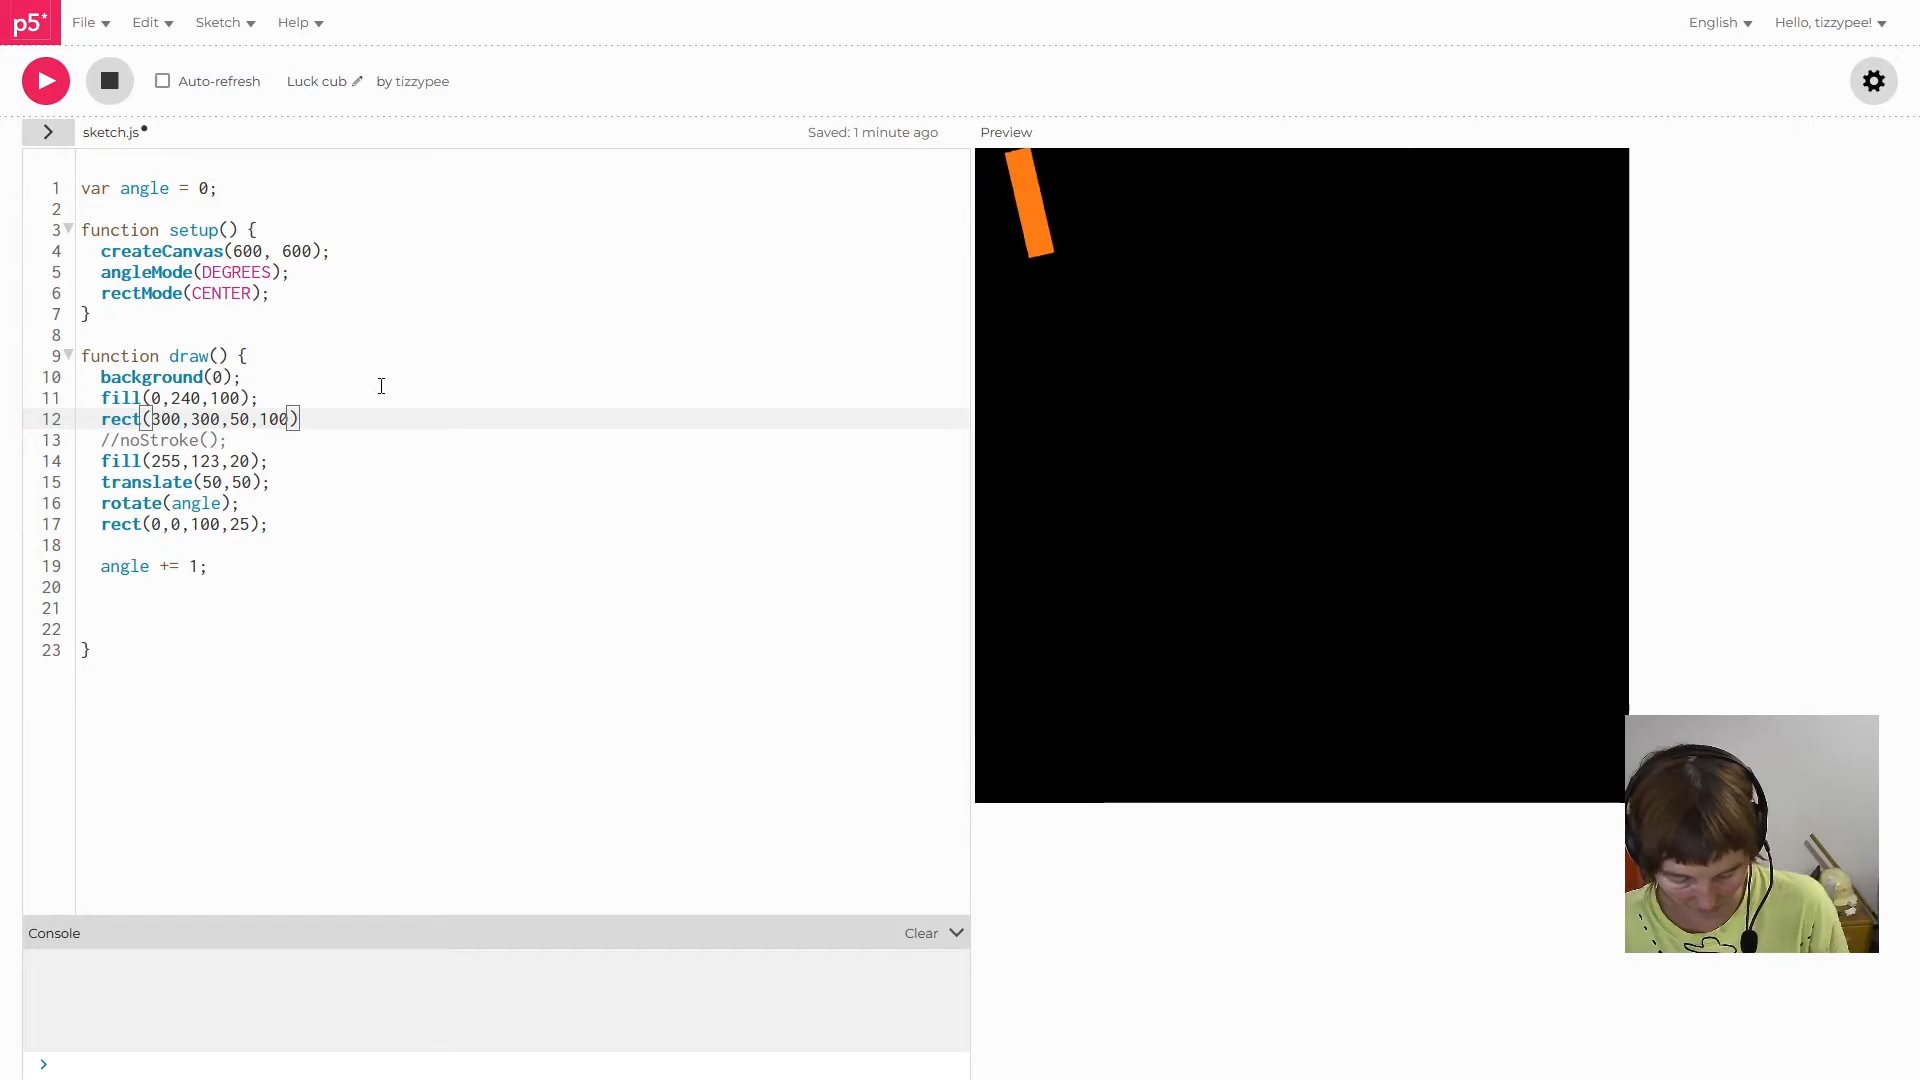 p5* File Edit Sketch Help English Hello, tizzypee!
Auto-refresh Luck cub by tizzypee
sketch.js Saved: 1 minute ago Preview
1 var angle = 0;
2
3 function setup() {
4 createCanvas(600, 600);
5 angleMode(DEGREES);
6 rectMode(CENTER);
7 }
8
9 function draw() {
10 background(0);
11 fill(0,240,100);
12 rect(300,300,50,100)
13 //noStroke();
14 fill(255,123,20);
15 translate(50,50);
16 rotate(angle);
17 rect(0,0,100,25);
18
19 angle += 1;
20
21
22
23 }
Console Clear
>